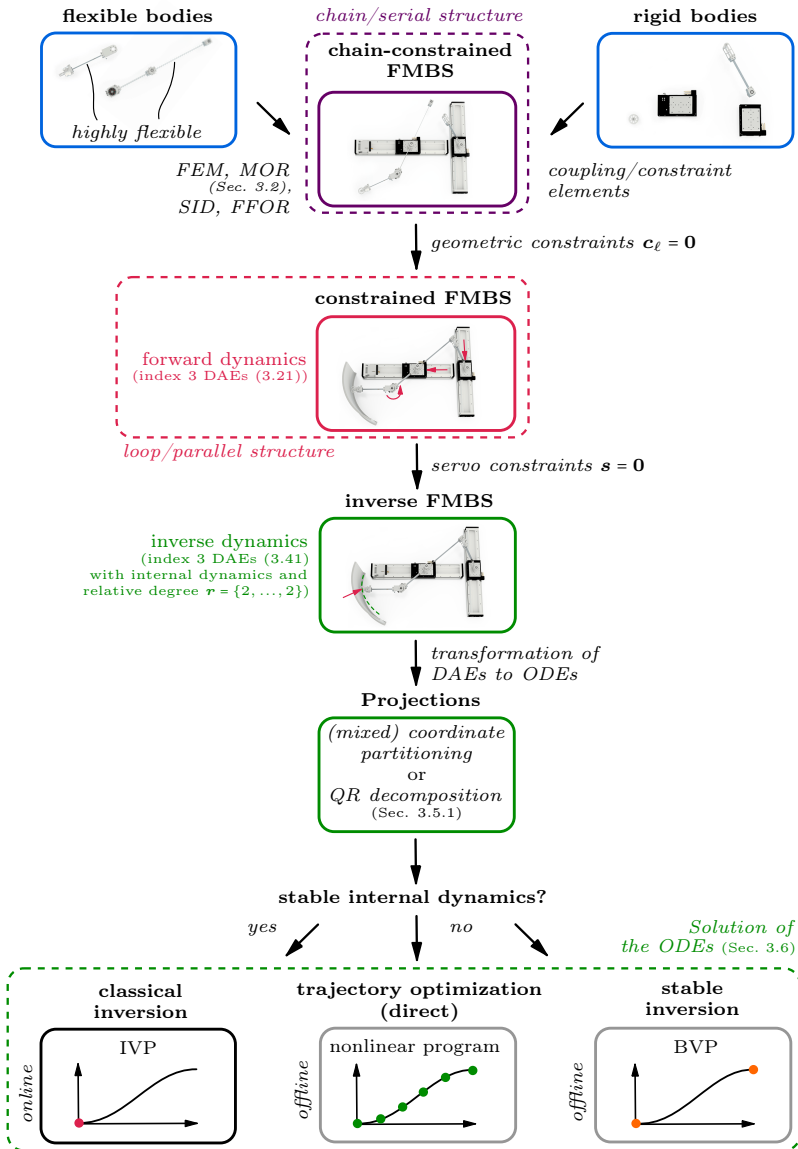 flexible bodies
chain/serial structure
rigid bodies
chain-constrained
FMBS
highly flexible
FEM, MOR
(Sec. 3.2),
SID, FFOR
coupling/constraint
elements
geometric constraints cℓ = 0
constrained FMBS
forward dynamics
(index 3 DAEs (3.21))
loop/parallel structure
servo constraints s = 0
inverse FMBS
inverse dynamics
(index 3 DAEs (3.41)
with internal dynamics and
relative degree r = {2, ..., 2})
transformation of
DAEs to ODEs
Projections
(mixed) coordinate
partitioning
or
QR decomposition
(Sec. 3.5.1)
stable internal dynamics?
yes
no
Solution of
the ODEs (Sec. 3.6)
classical
inversion
IVP
online
trajectory optimization
(direct)
nonlinear program
offline
stable
inversion
BVP
offline